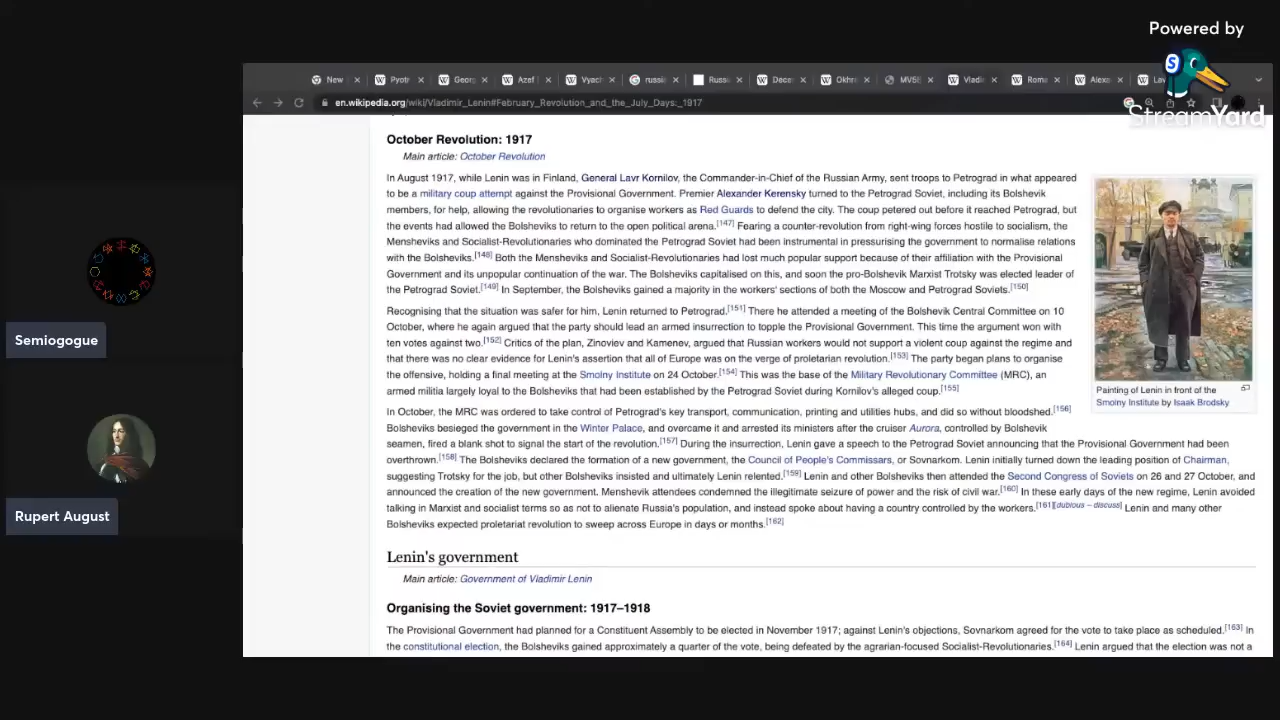 Powered by
StreamYard
New
Pyotr
Georg
Azef
Vyach
russia
Russi
Okhra
MV5E
Vladi
Roma
Alexa
en.wikipedia.org/wiki/Vladimir_Lenin#February_Revolution_and_the_July_Days:_1917
October Revolution: 1917
Main article: October Revolution
In August 1917, while Lenin was in Finland, General Lavr Kornilov, the Commander-in-Chief of the Russian Army, sent troops to Petrograd in what appeared
to be a military coup attempt against the Provisional Government. Premier Alexander Kerensky turned to the Petrograd Soviet, including its Bolshevik
members, for help, allowing the revolutionaries to organise workers as Red Guards to defend the city. The coup petered out before it reached Petrograd, but
the events had allowed the Bolsheviks to return to the open political arena.[147] Fearing a counter-revolution from right-wing forces hostile to socialism, the
Mensheviks and Socialist-Revolutionaries who dominated the Petrograd Soviet had been instrumental in pressurising the government to normalise relations
with the Bolsheviks.[148] Both the Mensheviks and Socialist-Revolutionaries had lost much popular support because of their affiliation with the Provisional
Government and its unpopular continuation of the war. The Bolsheviks capitalised on this, and soon the pro-Bolshevik Marxist Trotsky was elected leader of
the Petrograd Soviet.[149] In September, the Bolsheviks gained a majority in the workers' sections of both the Moscow and Petrograd Soviets.[150]
Recognising that the situation was safer for him, Lenin returned to Petrograd.[151] There he attended a meeting of the Bolshevik Central Committee on 10
October, where he again argued that the party should lead an armed insurrection to topple the Provisional Government. This time the argument won with
ten votes against two.[152] Critics of the plan, Zinoviev and Kamenev, argued that Russian workers would not support a violent coup against the regime and
that there was no clear evidence for Lenin's assertion that all of Europe was on the verge of proletarian revolution.[153] The party began plans to organise
the offensive, holding a final meeting at the Smolny Institute on 24 October.[154] This was the base of the Military Revolutionary Committee (MRC), an
armed militia largely loyal to the Bolsheviks that had been established by the Petrograd Soviet during Kornilov's alleged coup.[155]
Painting of Lenin in front of the
Smolny Institute by Isaak Brodsky
In October, the MRC was ordered to take control of Petrograd's key transport, communication, printing and utilities hubs, and did so without bloodshed.[156]
Bolsheviks besieged the government in the Winter Palace, and overcame it and arrested its ministers after the cruiser Aurora, controlled by Bolshevik
seamen, fired a blank shot to signal the start of the revolution.[157] During the insurrection, Lenin gave a speech to the Petrograd Soviet announcing that the Provisional Government had been
overthrown.[158] The Bolsheviks declared the formation of a new government, the Council of People's Commissars, or Sovnarkom. Lenin initially turned down the leading position of Chairman,
suggesting Trotsky for the job, but other Bolsheviks insisted and ultimately Lenin relented.[159] Lenin and other Bolsheviks then attended the Second Congress of Soviets on 26 and 27 October, and
announced the creation of the new government. Menshevik attendees condemned the illegitimate seizure of power and the risk of civil war.[160] In these early days of the new regime, Lenin avoided
talking in Marxist and socialist terms so as not to alienate Russia's population, and instead spoke about having a country controlled by the workers.[161][dubious – discuss] Lenin and many other
Bolsheviks expected proletariat revolution to sweep across Europe in days or months.[162]
Lenin's government
Main article: Government of Vladimir Lenin
Organising the Soviet government: 1917–1918
The Provisional Government had planned for a Constituent Assembly to be elected in November 1917; against Lenin's objections, Sovnarkom agreed for the vote to take place as scheduled.[163] In
the constitutional election, the Bolsheviks gained approximately a quarter of the vote, being defeated by the agrarian-focused Socialist-Revolutionaries.[164] Lenin argued that the election was not a
Semiogogue
Rupert August